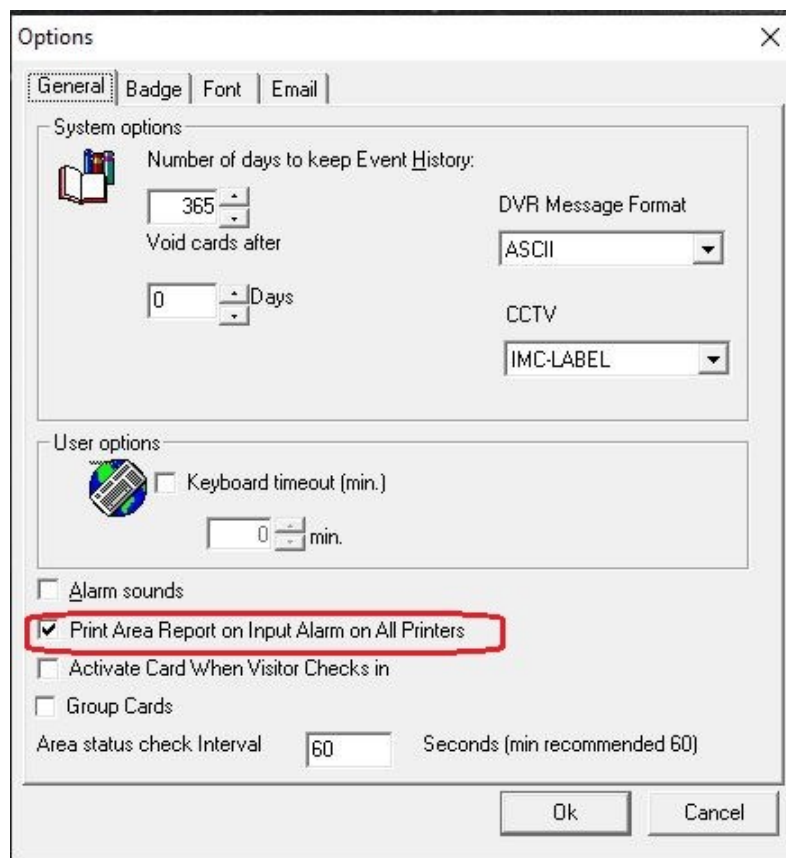 Options
General
Badge
Font
Email
System options
Number of days to keep Event History:
365
DVR Message Format
Void cards after
ASCII
0
Days
CCTV
IMC-LABEL
User options
Keyboard timeout (min.)
0
min.
Alarm sounds
Print Area Report on Input Alarm on All Printers
Activate Card When Visitor Checks in
Group Cards
Area status check Interval
60
Seconds (min recommended 60)
Ok
Cancel